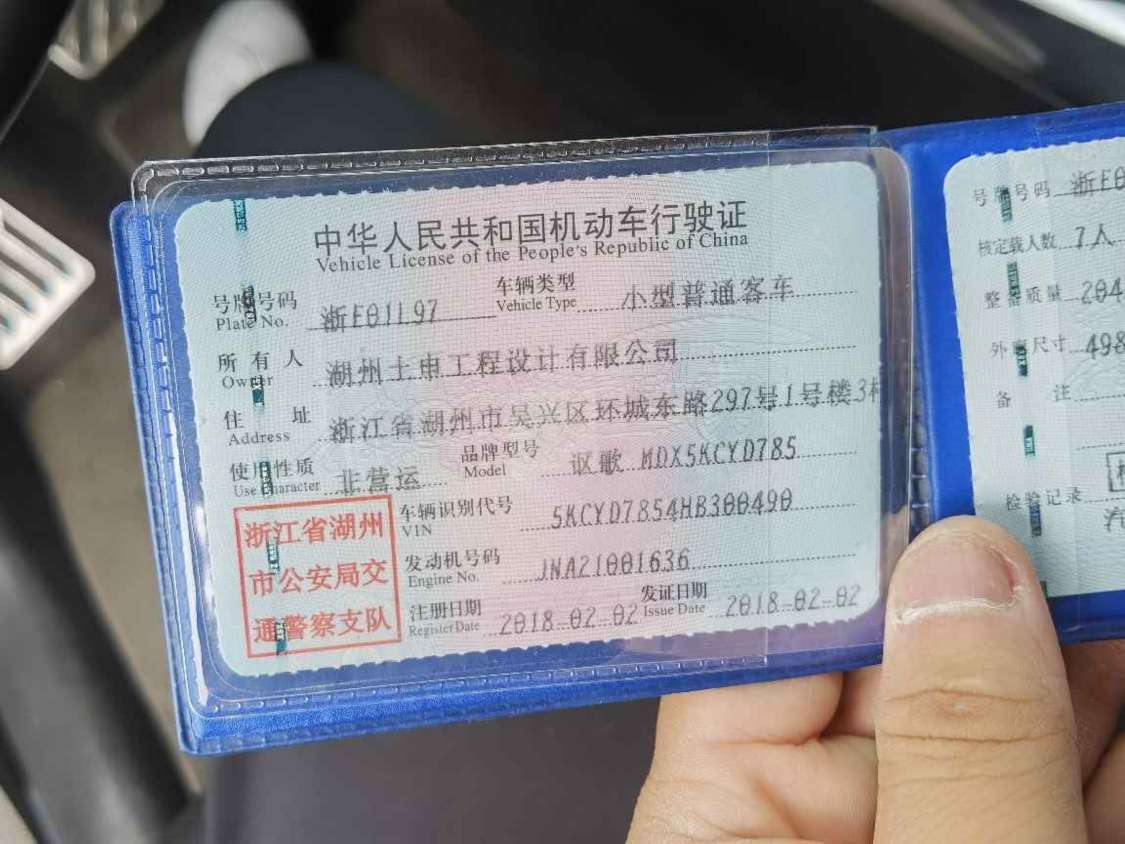 中华人民共和国机动车行驶证
Vehicle License of the People's Republic of China
号牌号码 浙E01L97 车辆类型 小型普通客车
Plate No. Vehicle Type
所有人 湖州土申工程设计有限公司
Owner
住址 浙江省湖州市吴兴区环城东路297号1号楼3
Address
使用性质 非营运 品牌型号 讴歌 MDX5KCYD785
Use Character Model
浙江省湖州
市公安局交
通警察支队
车辆识别代号 5KCYD7854HB300490
VIN
发动机号码 JNA21001636
Engine No.
注册日期 2018-02-02 发证日期 2018-02-02
Register Date Issue Date
号牌号码 浙E0
核定载人数 7人
整备质量 204
外廓尺寸 498
备注
检验记录